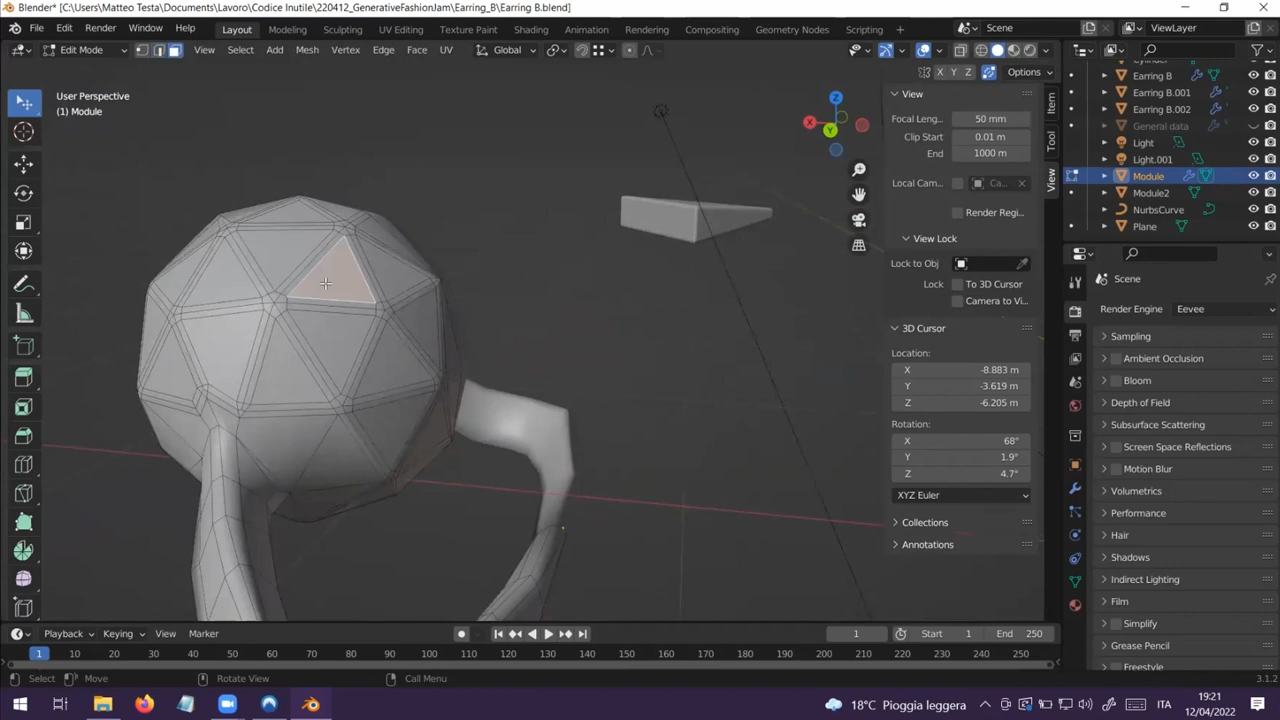 Blender* [C:\Users\Matteo Testa\Documents\Lavoro\Codice Inutile\220412_GenerativeFashionJam\Earring_B\Earring B.blend]
File Edit Render Window Help Layout Modeling Sculpting UV Editing Texture Paint Shading Animation Rendering Compositing Geometry Nodes Scripting + Scene ViewLayer
Edit Mode View Select Add Mesh Vertex Edge Face UV Global
X Y Z Options
User Perspective
(1) Module
X Y Z
View
Focal Leng… 50 mm
Clip Start 0.01 m
End 1000 m
Local Cam… Ca…
Render Regi…
View Lock
Lock to Obj
Lock To 3D Cursor
Camera to Vi…
3D Cursor
Location:
X -8.883 m
Y -3.619 m
Z -6.205 m
Rotation:
X 68°
Y 1.9°
Z 4.7°
XYZ Euler
Collections
Annotations
Item
Tool
View
Earring B
Earring B.001
Earring B.002
General data
Light
Light.001
Module
Module2
NurbsCurve
Plane
Scene
Render Engine Eevee
Sampling
Ambient Occlusion
Bloom
Depth of Field
Subsurface Scattering
Screen Space Reflections
Motion Blur
Volumetrics
Performance
Hair
Shadows
Indirect Lighting
Film
Simplify
Grease Pencil
Freestyle
Playback Keying View Marker 1 Start 1 End 250
1 10 20 30 40 50 60 70 80 90 100 110 120 130 140 150 160 170 180 190 200 210 220 230 240 250
Select Move Rotate View Call Menu 3.1.2
18°C Pioggia leggera ITA 19:21
12/04/2022